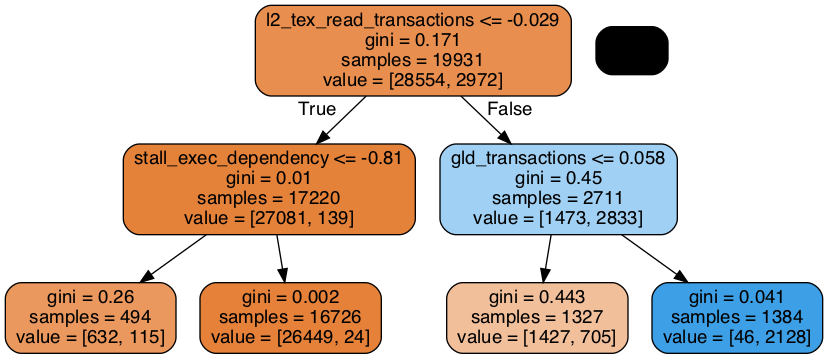 l2_tex_read_transactions <= -0.029
gini = 0.171
samples = 19931
value = [28554, 2972]
True
False
stall_exec_dependency <= -0.81
gini = 0.01
samples = 17220
value = [27081, 139]
gld_transactions <= 0.058
gini = 0.45
samples = 2711
value = [1473, 2833]
gini = 0.26
samples = 494
value = [632, 115]
gini = 0.002
samples = 16726
value = [26449, 24]
gini = 0.443
samples = 1327
value = [1427, 705]
gini = 0.041
samples = 1384
value = [46, 2128]